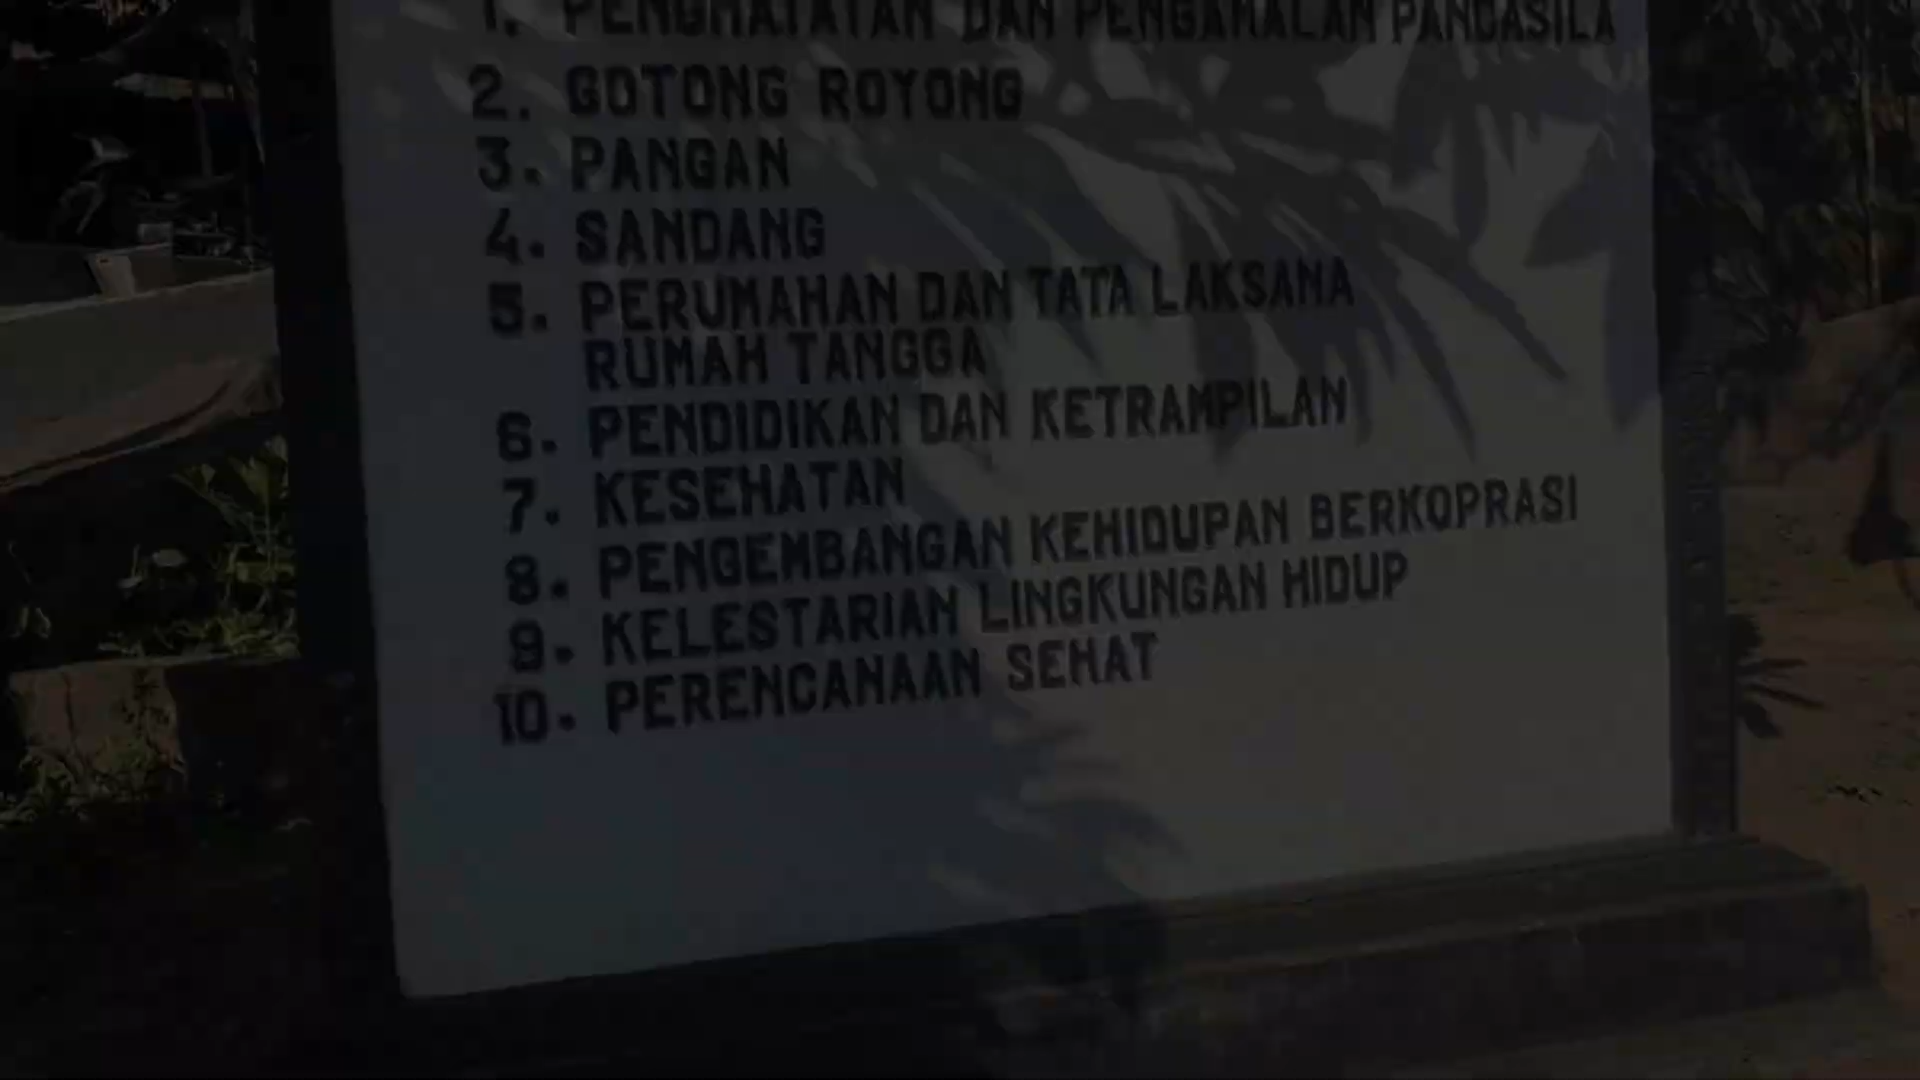 1. PENGHAYATAN DAN PENGAMALAN PANCASILA
2. GOTONG ROYONG
3. PANGAN
4. SANDANG
5. PERUMAHAN DAN TATA LAKSANA
RUMAH TANGGA
6. PENDIDIKAN DAN KETRAMPILAN
7. KESEHATAN
8. PENGEMBANGAN KEHIDUPAN BERKOPRASI
9. KELESTARIAN LINGKUNGAN HIDUP
10. PERENCANAAN SEHAT